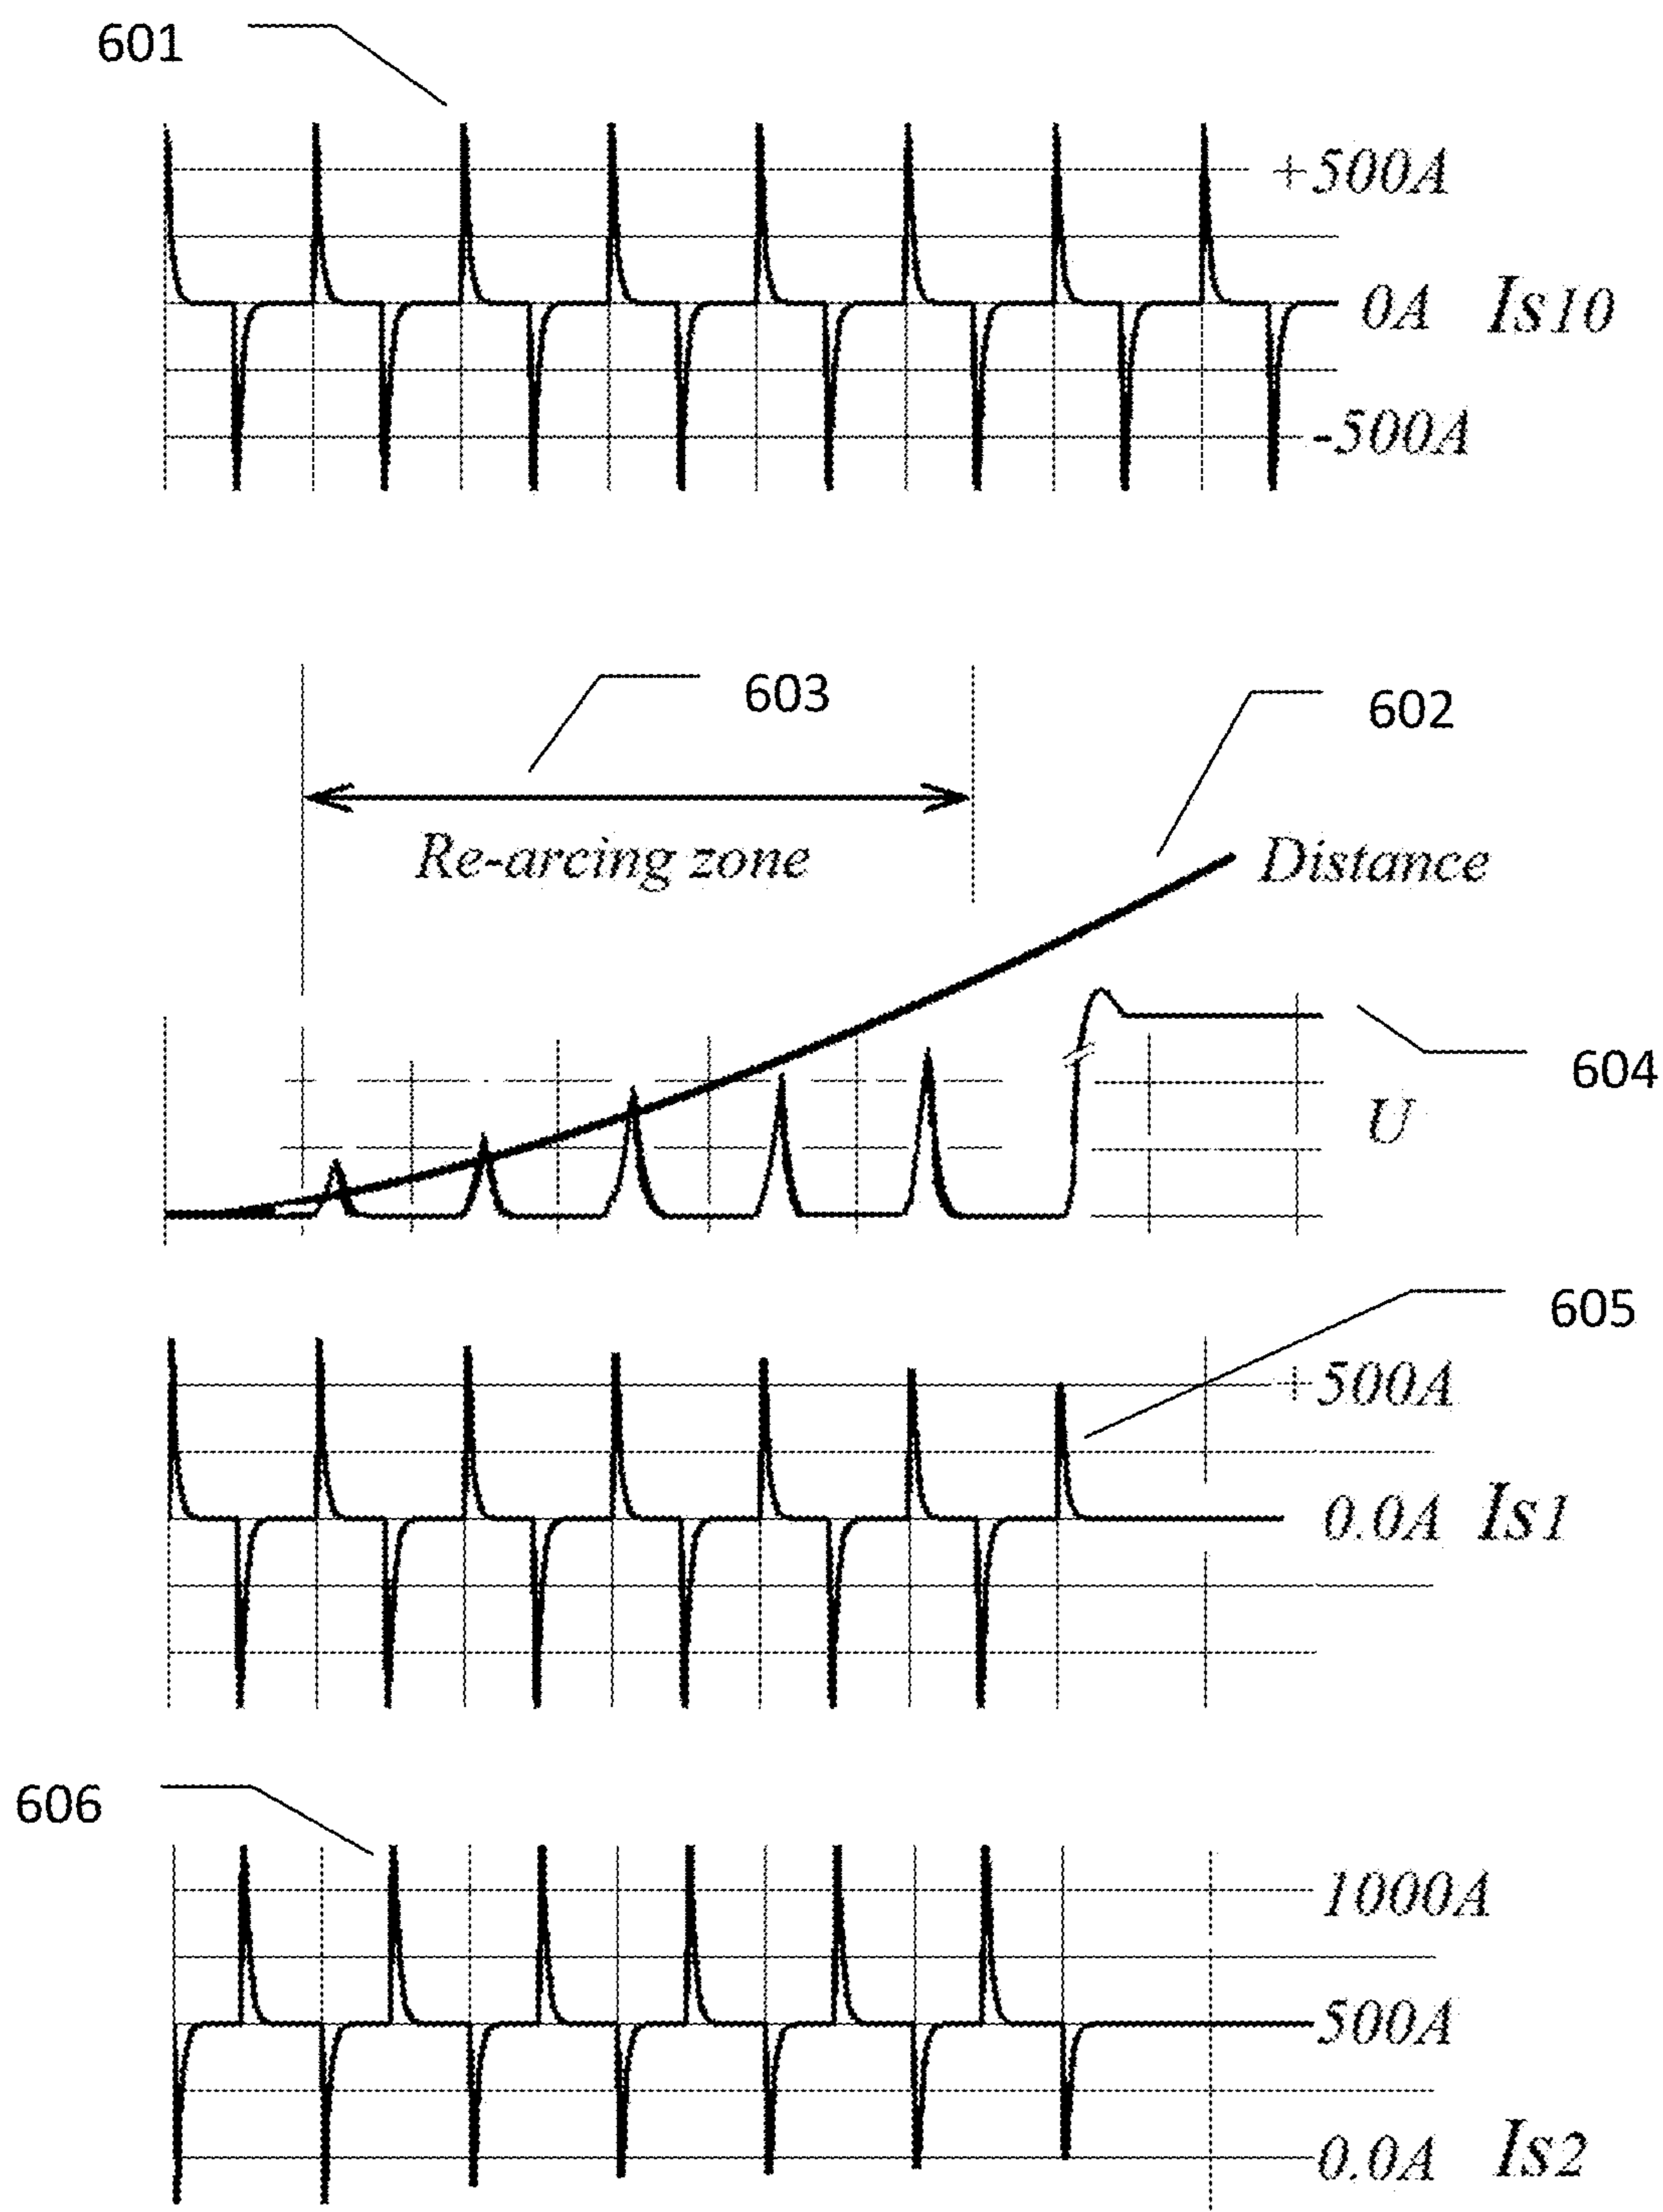 601
+500A
0A Is10
-500A
603
602
Re-arcing zone
Distance
604
U
605
+500A
0.0A Is1
606
1000A
500A
0.0A Is2